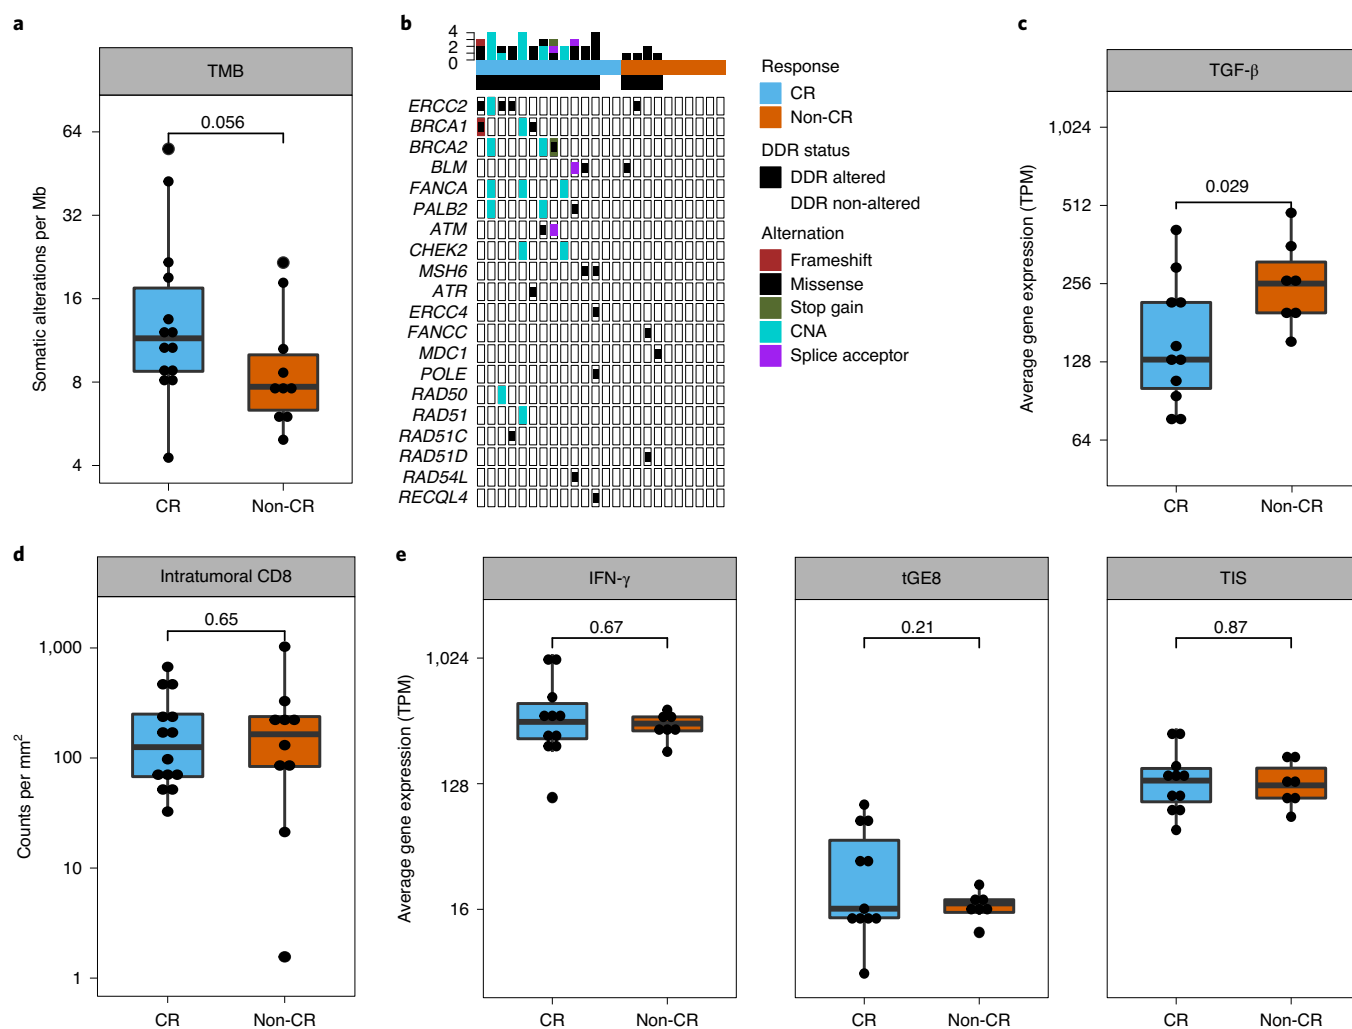 a
TMB
Somatic alterations per Mb
64
32
16
8
4
0.056
CR
Non-CR
b
4
2
0
ERCC2
BRCA1
BRCA2
BLM
FANCA
PALB2
ATM
CHEK2
MSH6
ATR
ERCC4
FANCC
MDC1
POLE
RAD50
RAD51
RAD51C
RAD51D
RAD54L
RECQL4
Response
CR
Non-CR
DDR status
DDR altered
DDR non-altered
Alternation
Frameshift
Missense
Stop gain
CNA
Splice acceptor
c
TGF-β
Average gene expression (TPM)
1,024
512
256
128
64
0.029
CR
Non-CR
d
Intratumoral CD8
Counts per mm²
1,000
100
10
1
0.65
CR
Non-CR
e
Average gene expression (TPM)
1,024
128
16
IFN-γ
0.67
CR
Non-CR
tGE8
0.21
CR
Non-CR
TIS
0.87
CR
Non-CR